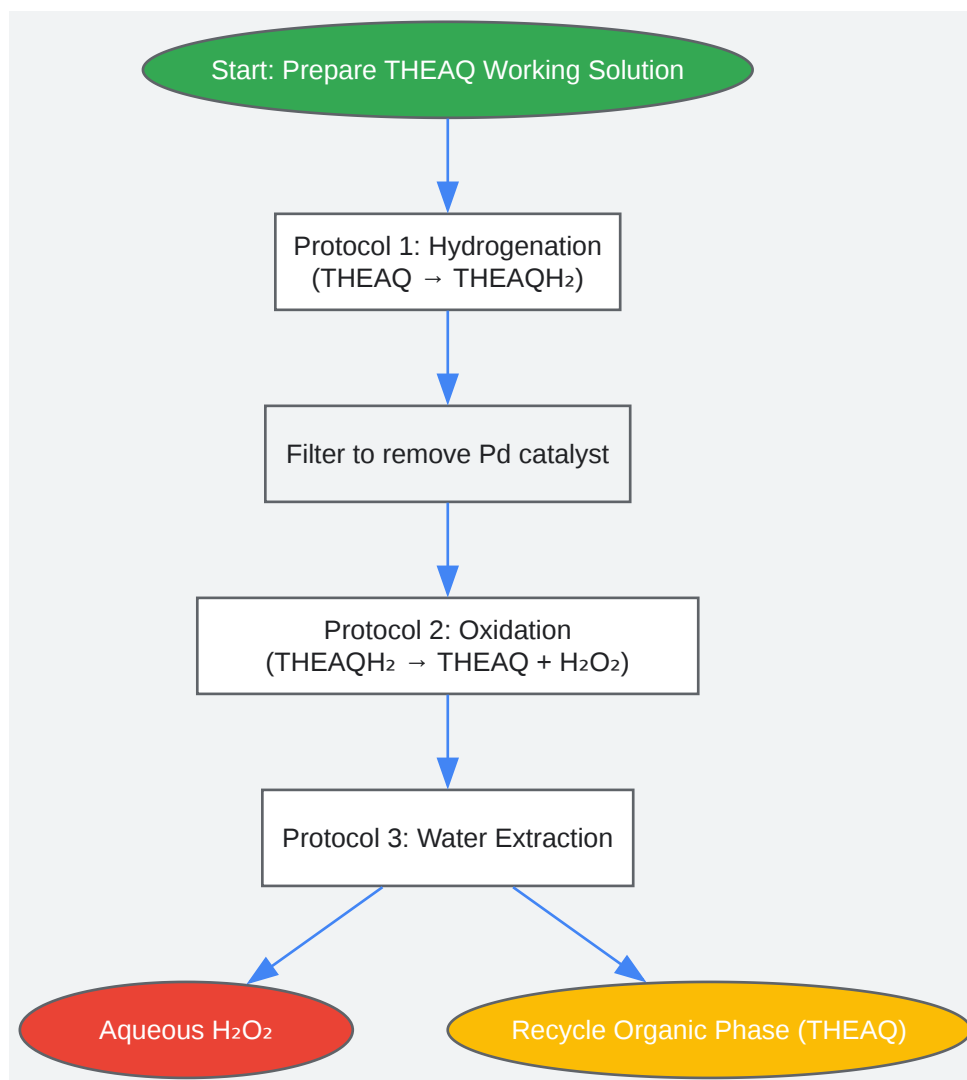 Start: Prepare THEAQ Working Solution
Protocol 1: Hydrogenation
(THEAQ → THEAQH₂)
Filter to remove Pd catalyst
Protocol 2: Oxidation
(THEAQH₂ → THEAQ + H₂O₂)
Protocol 3: Water Extraction
Aqueous H₂O₂
Recycle Organic Phase (THEAQ)